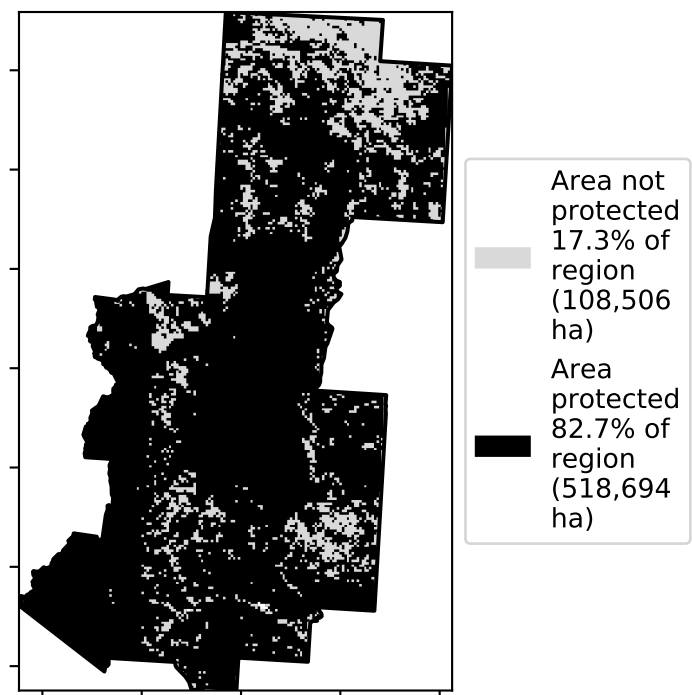 Area not
protected
17.3% of
region
(108,506
ha)
Area
protected
82.7% of
region
(518,694
ha)